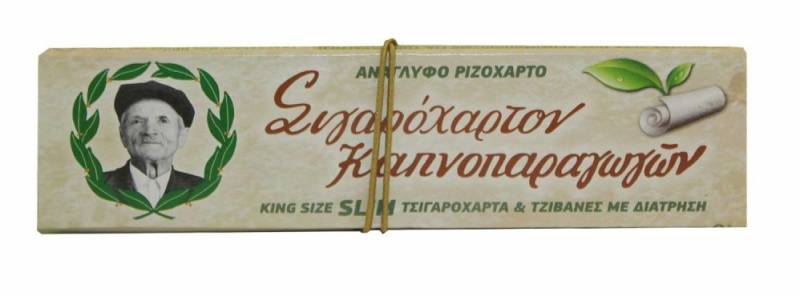 ΑΝΑΓΛΥΦΟ ΡΙΖΟΧΑΡΤΟ
Σιγαρόχαρτον
Καπνοπαραγωγών
KING SIZE SLIM ΤΣΙΓΑΡΟΧΑΡΤΑ & ΤΖΙΒΑΝΕΣ ΜΕ ΔΙΑΤΡΗΣΗ